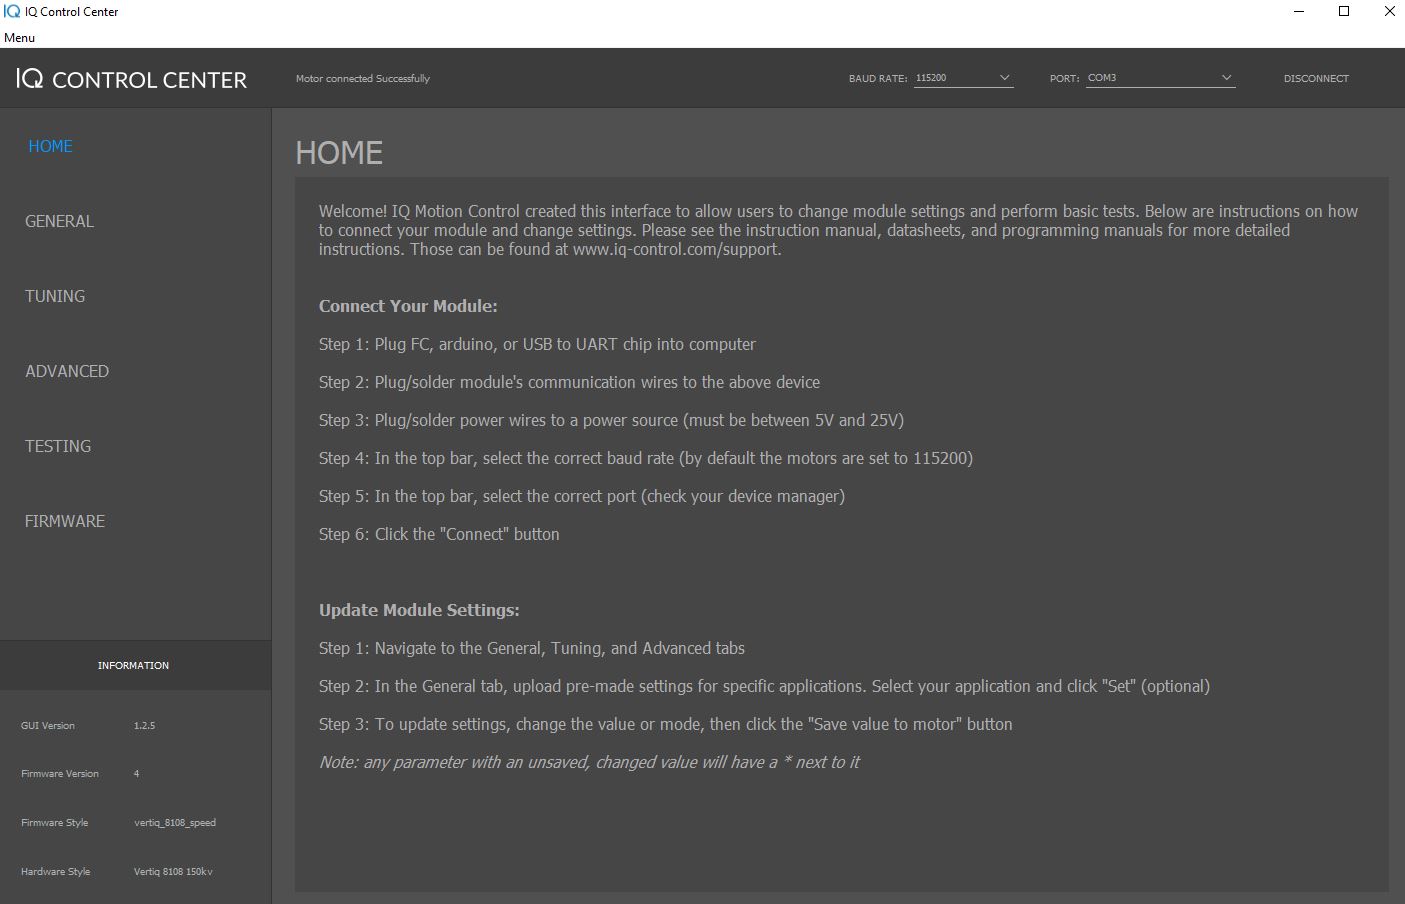 IQ Control Center
Menu
IQ CONTROL CENTER
Motor connected Successfully
BAUD RATE: 115200
PORT: COM3
DISCONNECT
HOME
GENERAL
TUNING
ADVANCED
TESTING
FIRMWARE
INFORMATION
GUI Version 1.2.5
Firmware Version 4
Firmware Style vertiq_8108_speed
Hardware Style Vertiq 8108 150kv
HOME
Welcome! IQ Motion Control created this interface to allow users to change module settings and perform basic tests. Below are instructions on how
to connect your module and change settings. Please see the instruction manual, datasheets, and programming manuals for more detailed
instructions. Those can be found at www.iq-control.com/support.
Connect Your Module:
Step 1: Plug FC, arduino, or USB to UART chip into computer
Step 2: Plug/solder module's communication wires to the above device
Step 3: Plug/solder power wires to a power source (must be between 5V and 25V)
Step 4: In the top bar, select the correct baud rate (by default the motors are set to 115200)
Step 5: In the top bar, select the correct port (check your device manager)
Step 6: Click the "Connect" button
Update Module Settings:
Step 1: Navigate to the General, Tuning, and Advanced tabs
Step 2: In the General tab, upload pre-made settings for specific applications. Select your application and click "Set" (optional)
Step 3: To update settings, change the value or mode, then click the "Save value to motor" button
Note: any parameter with an unsaved, changed value will have a * next to it